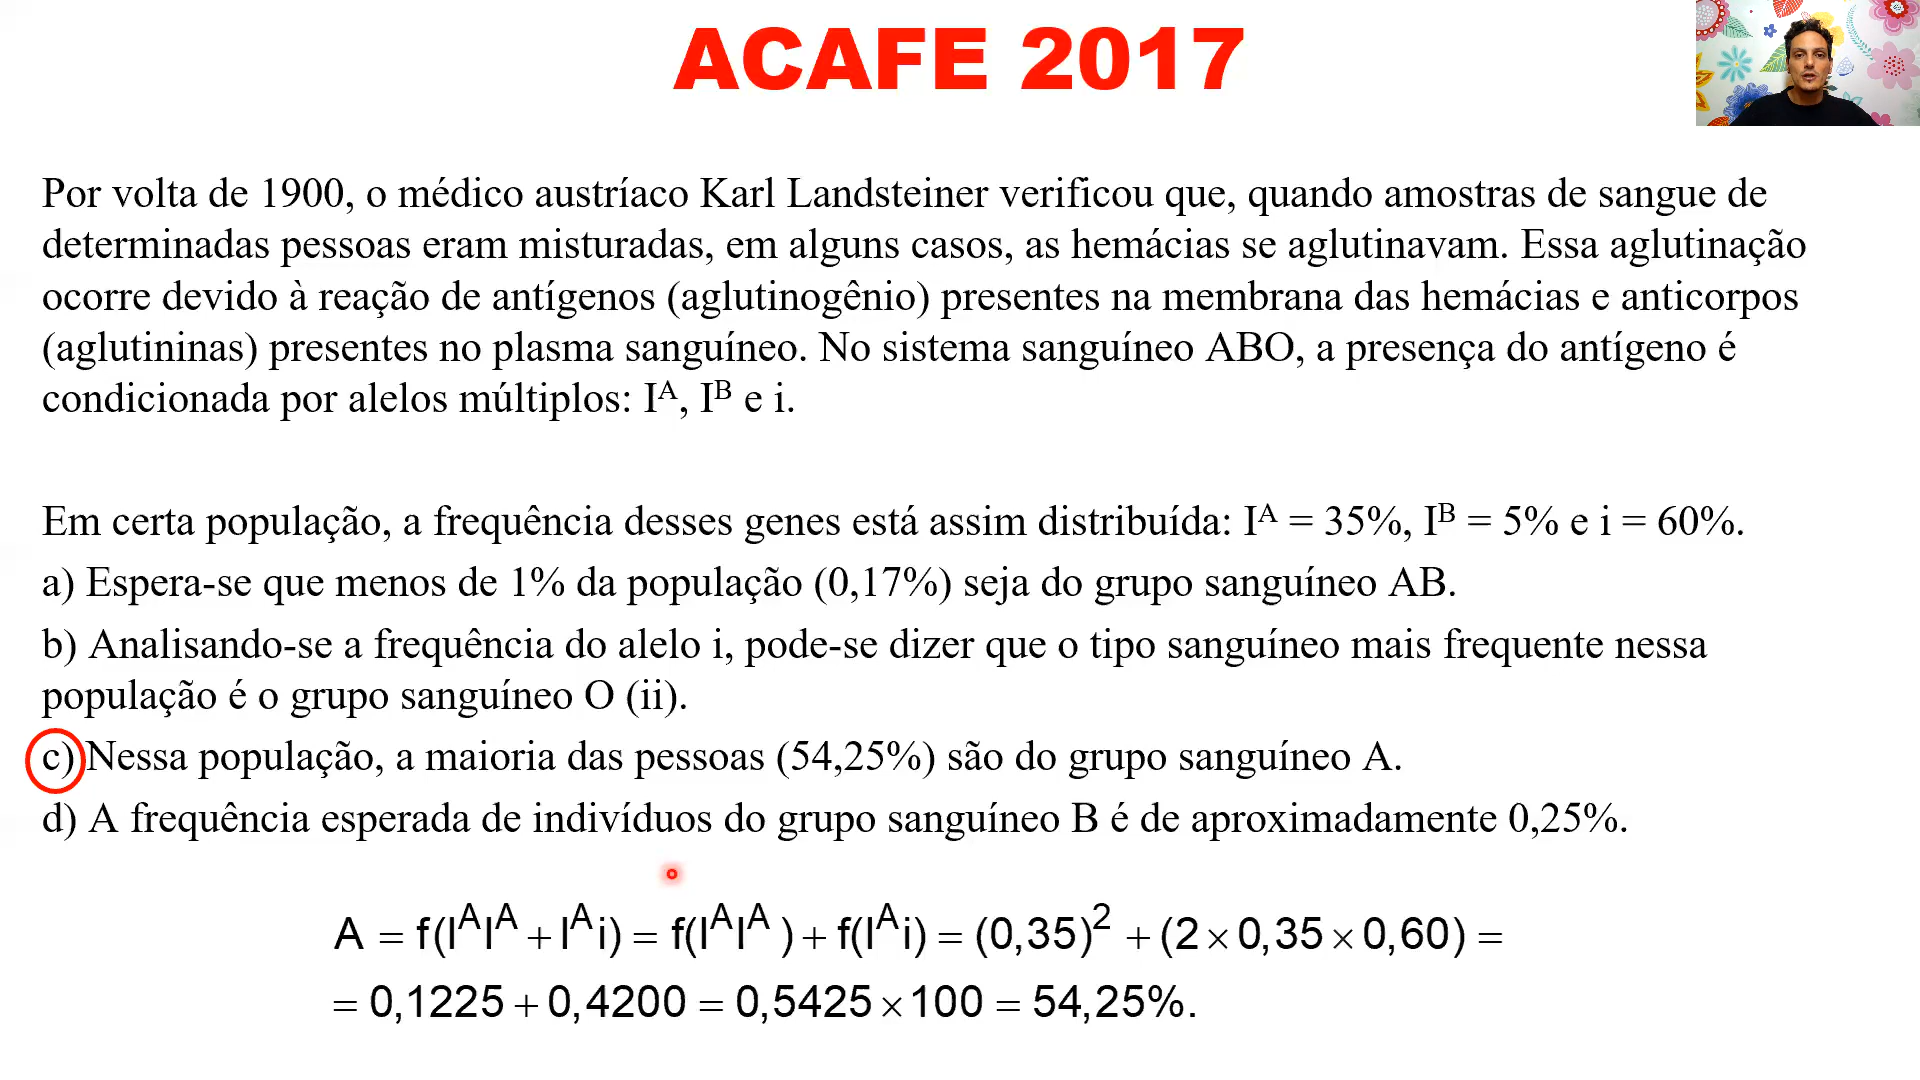 ACAFE 2017
Por volta de 1900, o médico austríaco Karl Landsteiner verificou que, quando amostras de sangue de
determinadas pessoas eram misturadas, em alguns casos, as hemácias se aglutinavam. Essa aglutinação
ocorre devido à reação de antígenos (aglutinogênio) presentes na membrana das hemácias e anticorpos
(aglutininas) presentes no plasma sanguíneo. No sistema sanguíneo ABO, a presença do antígeno é
condicionada por alelos múltiplos: Iᴬ, Iᴮ e i.
Em certa população, a frequência desses genes está assim distribuída: Iᴬ = 35%, Iᴮ = 5% e i = 60%.
a) Espera-se que menos de 1% da população (0,17%) seja do grupo sanguíneo AB.
b) Analisando-se a frequência do alelo i, pode-se dizer que o tipo sanguíneo mais frequente nessa
população é o grupo sanguíneo O (ii).
c) Nessa população, a maioria das pessoas (54,25%) são do grupo sanguíneo A.
d) A frequência esperada de indivíduos do grupo sanguíneo B é de aproximadamente 0,25%.
A = f(IᴬIᴬ + Iᴬi) = f(IᴬIᴬ) + f(Iᴬi) = (0,35)² + (2 × 0,35 × 0,60) =
= 0,1225 + 0,4200 = 0,5425 × 100 = 54,25%.